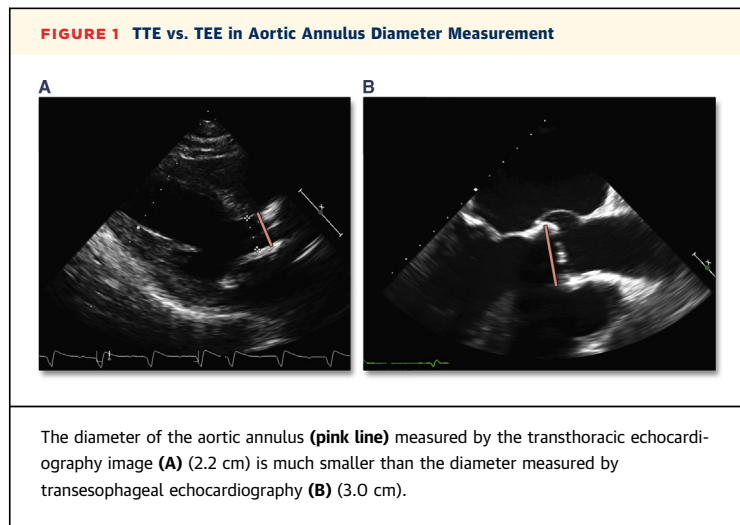 FIGURE 1 TTE vs. TEE in Aortic Annulus Diameter Measurement
A
B
The diameter of the aortic annulus (pink line) measured by the transthoracic echocardi-
ography image (A) (2.2 cm) is much smaller than the diameter measured by
transesophageal echocardiography (B) (3.0 cm).